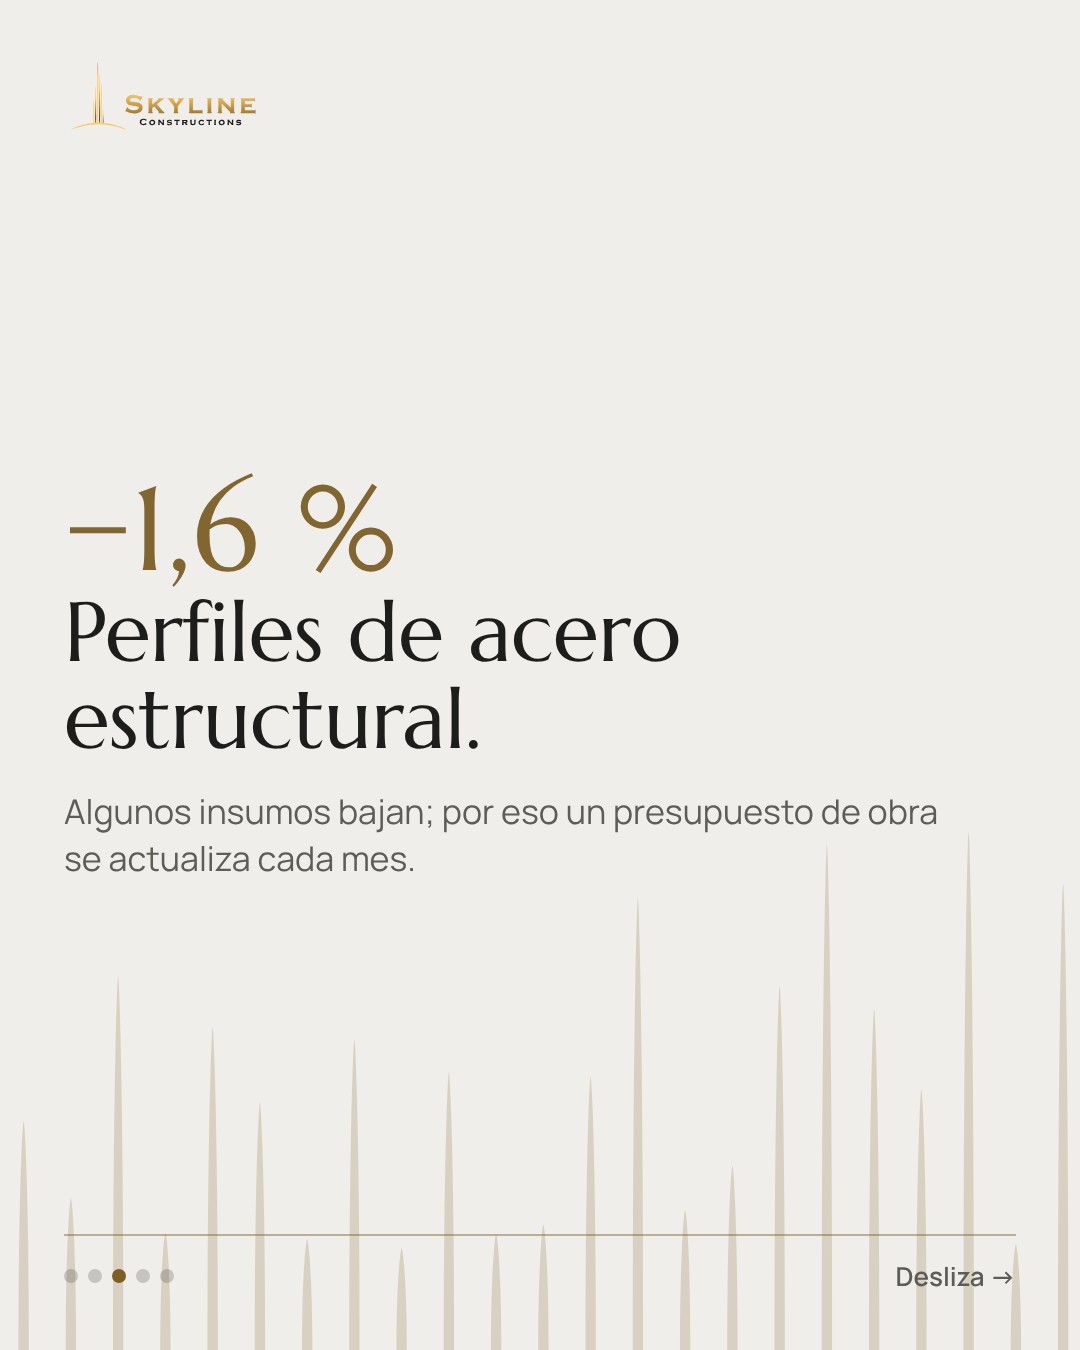 SKYLINE
CONSTRUCTIONS
−1,6 %
Perfiles de acero
estructural.
Algunos insumos bajan; por eso un presupuesto de obra
se actualiza cada mes.
Desliza →